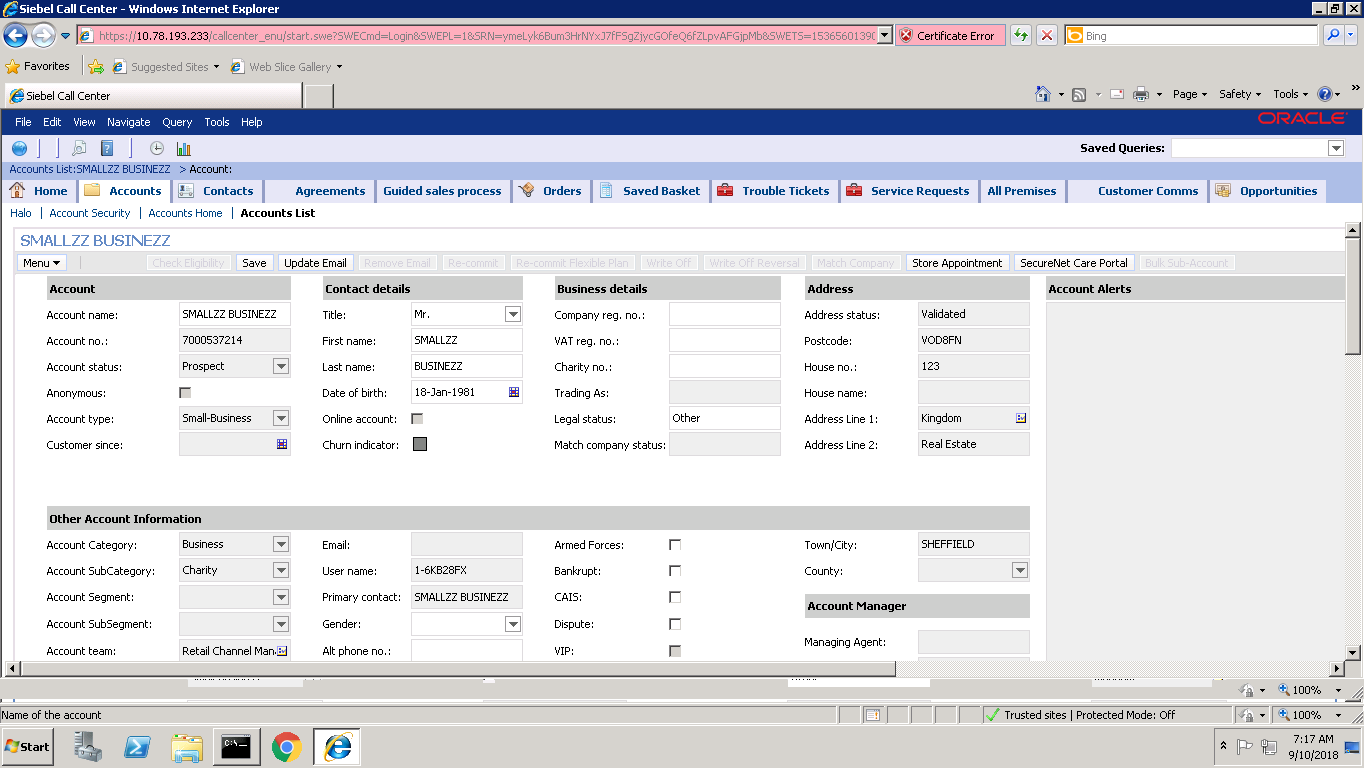 Siebel Call Center - Windows Internet Explorer
https://10.78.193.233/callcenter_enu/start.swe?SWECmd=Login&SWEPL=1&SRN=ymeLyk6Bum3HrNYxJ7fFSgZjycGOfeQ6fZLpvAFGjpMb&SWETS=1536560139 Certificate Error Bing
Favorites Suggested Sites Web Slice Gallery
Siebel Call Center Page Safety Tools
File Edit View Navigate Query Tools Help ORACLE
Saved Queries:
Accounts List:SMALLZZ BUSINEZZ > Account:
Home Accounts Contacts Agreements Guided sales process Orders Saved Basket Trouble Tickets Service Requests All Premises Customer Comms Opportunities
Halo | Account Security | Accounts Home | Accounts List
SMALLZZ BUSINEZZ
Menu Check Eligibility Save Update Email Remove Email Re-commit Re-commit Flexible Plan Write Off Write Off Reversal Match Company Store Appointment SecureNet Care Portal Bulk Sub-Account
Account Contact details Business details Address Account Alerts
Account name: SMALLZZ BUSINEZZ Title: Mr. Company reg. no.: Address status: Validated
Account no.: 7000537214 First name: SMALLZZ VAT reg. no.: Postcode: VOD8FN
Account status: Prospect Last name: BUSINEZZ Charity no.: House no.: 123
Anonymous: Date of birth: 18-Jan-1981 Trading As: House name:
Account type: Small-Business Online account: Legal status: Other Address Line 1: Kingdom
Customer since: Churn indicator: Match company status: Address Line 2: Real Estate
Other Account Information
Account Category: Business Email: Armed Forces: Town/City: SHEFFIELD
Account SubCategory: Charity User name: 1-6KB28FX Bankrupt: County:
Account Segment: Primary contact: SMALLZZ BUSINEZZ CAIS: Account Manager
Account SubSegment: Gender: Dispute:
Account team: Retail Channel Man. Alt phone no.: VIP: Managing Agent:
100%
Name of the account Trusted sites | Protected Mode: Off 100%
Start 7:17 AM
9/10/2018